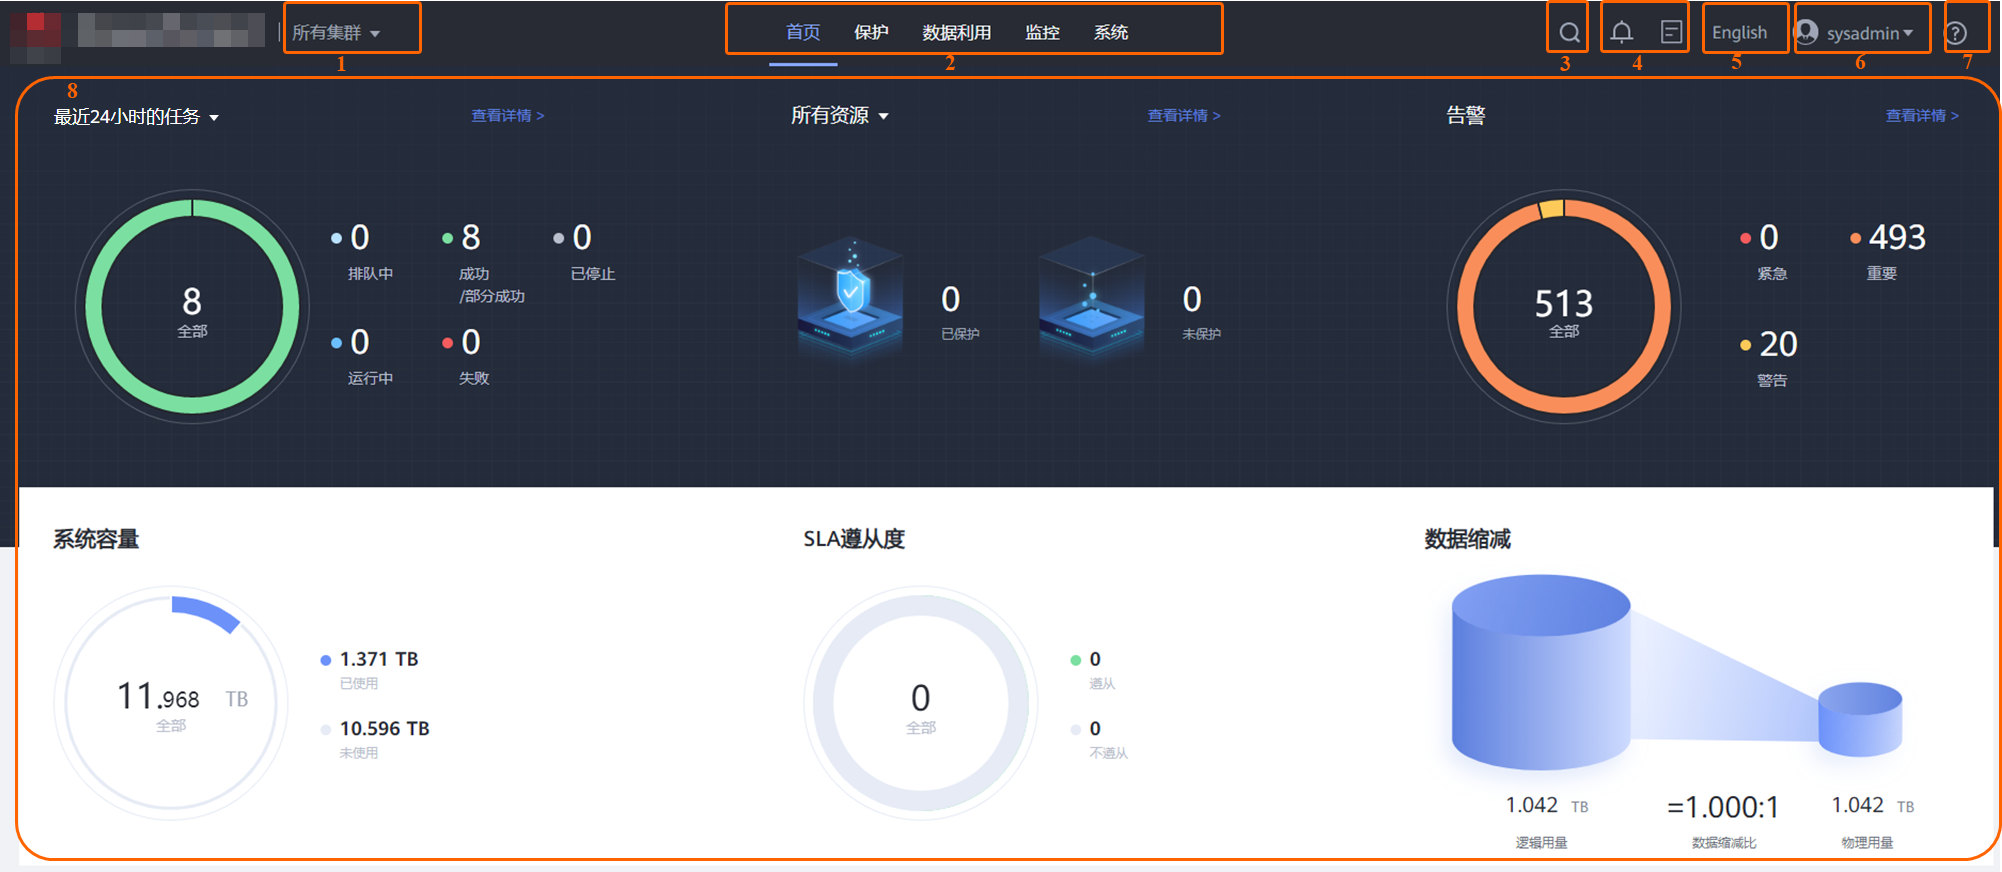 所有集群
首页 保护 数据利用 监控 系统
English
sysadmin
?
1 2 3 4 5 6 7
8
最近24小时的任务
查看详情 >
所有资源
查看详情 >
告警
查看详情 >
8
全部
0
排队中
8
成功
/部分成功
0
已停止
0
运行中
0
失败
0
已保护
0
未保护
513
全部
0
紧急
493
重要
20
警告
系统容量
11.968 TB
全部
1.371 TB
已使用
10.596 TB
未使用
SLA遵从度
0
全部
0
遵从
0
不遵从
数据缩减
1.042 TB
逻辑用量
=1.000:1
数据缩减比
1.042 TB
物理用量